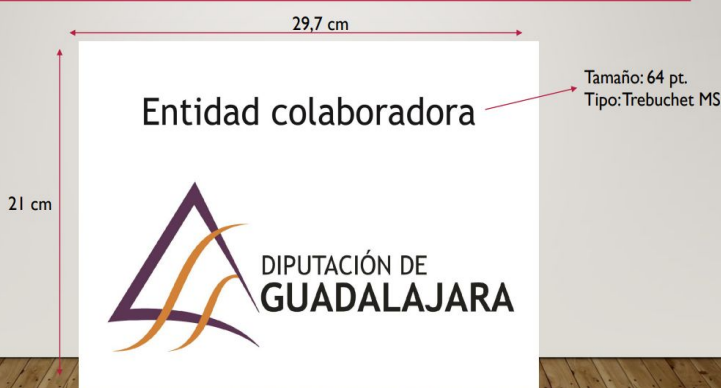 29,7 cm
Entidad colaboradora
Tamaño: 64 pt.
Tipo:Trebuchet MS
21 cm
DIPUTACIÓN DE
GUADALAJARA